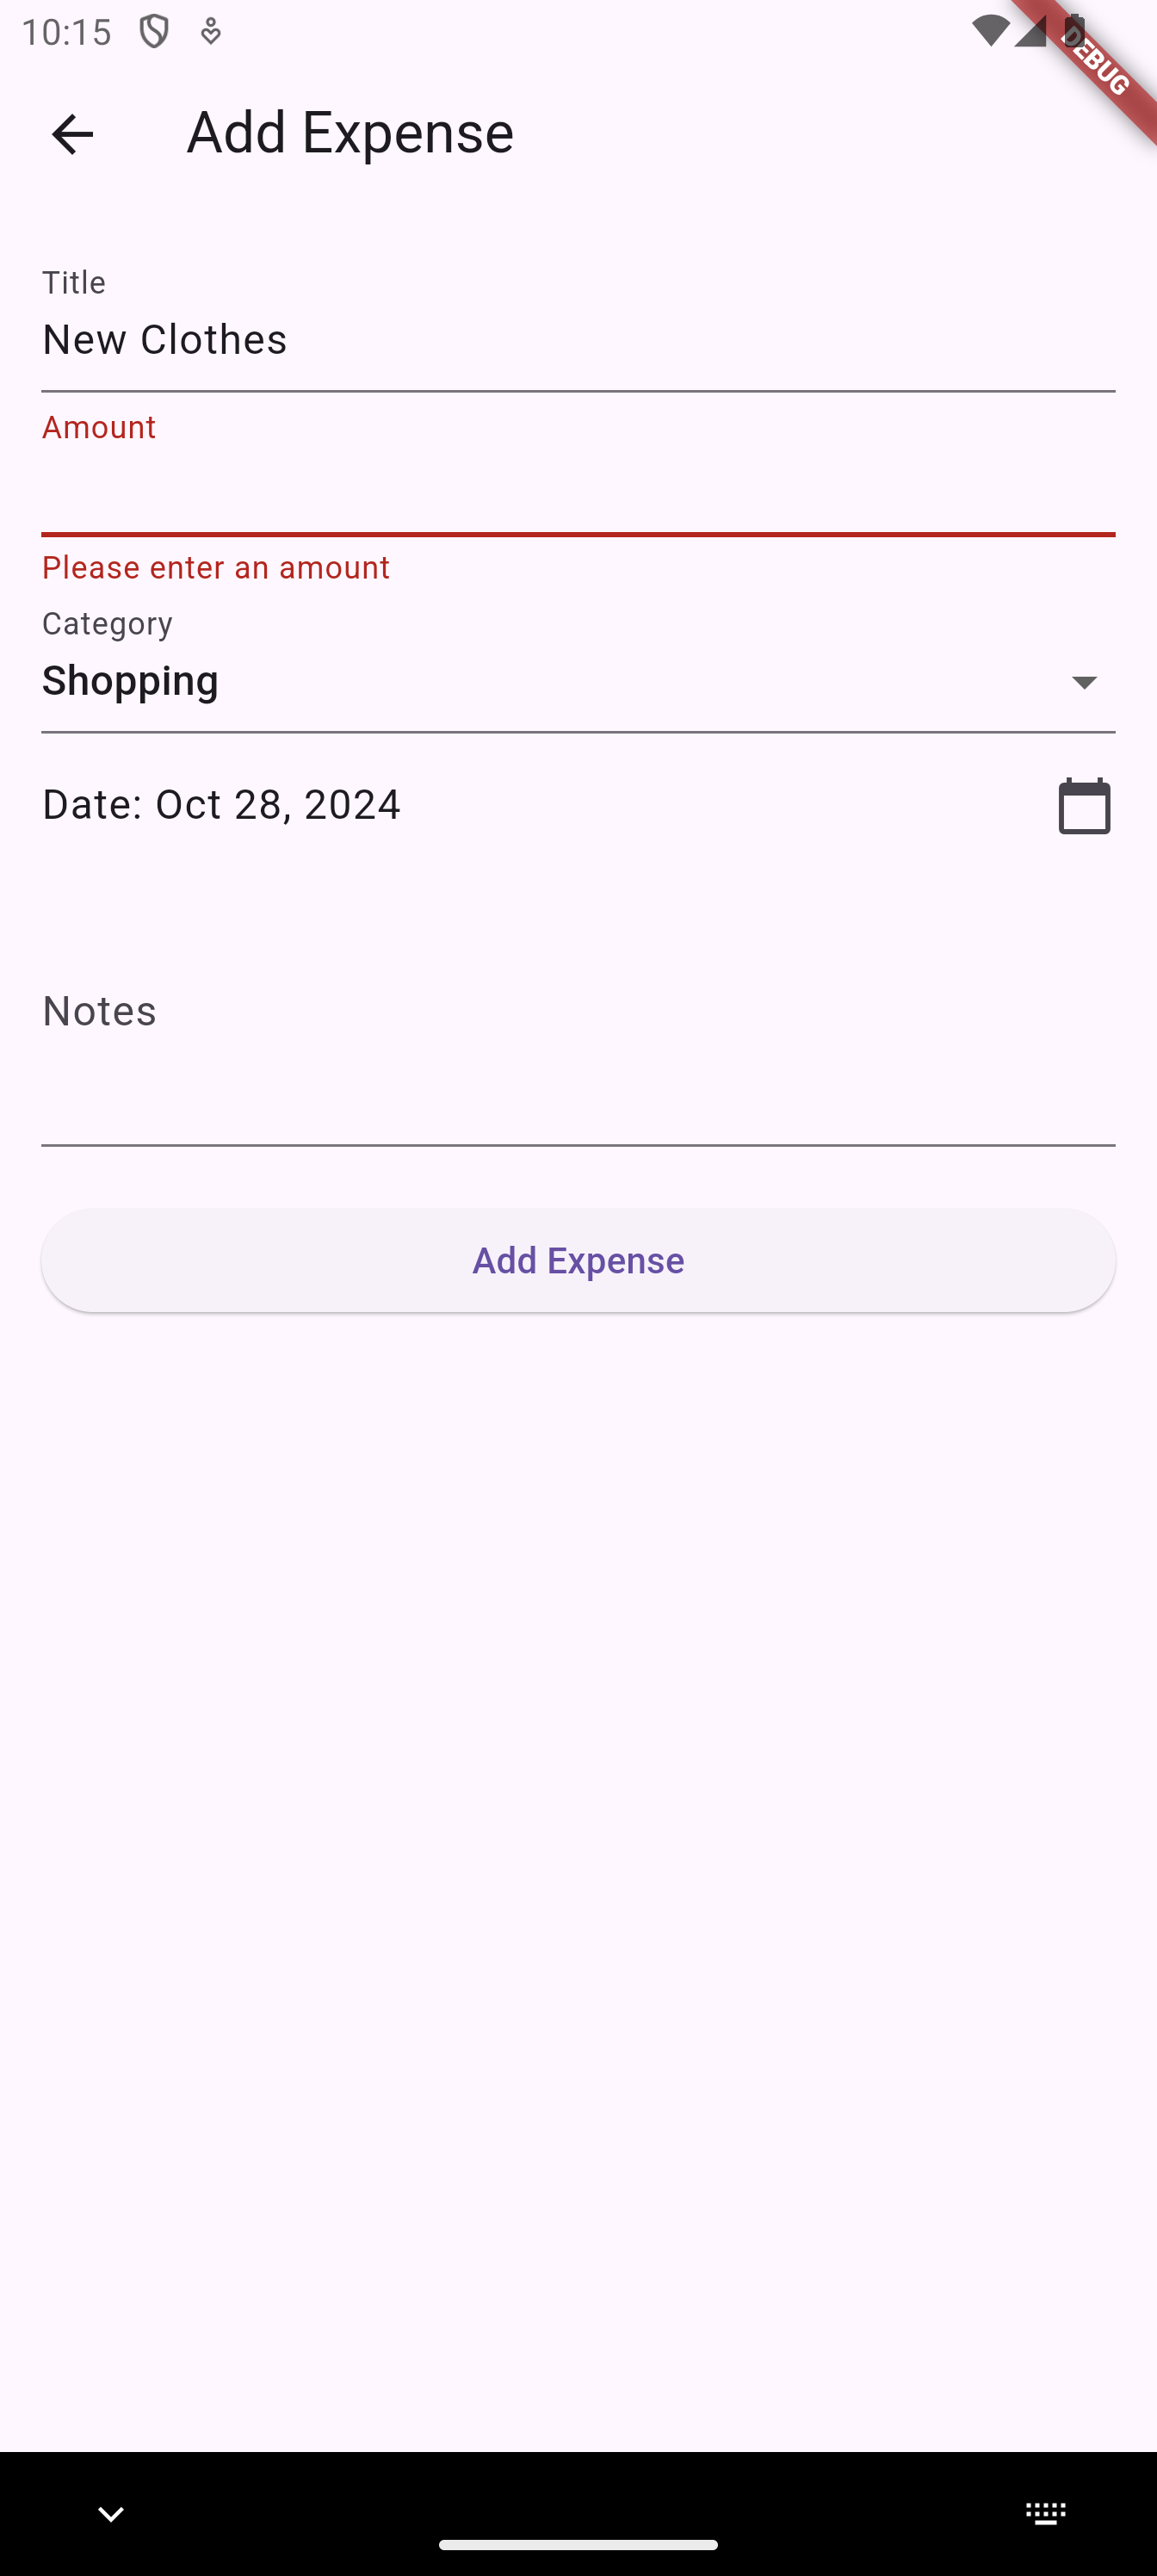 10:15
DEBUG
Add Expense
Title
New Clothes
Amount
Please enter an amount
Category
Shopping
Date: Oct 28, 2024
Notes
Add Expense